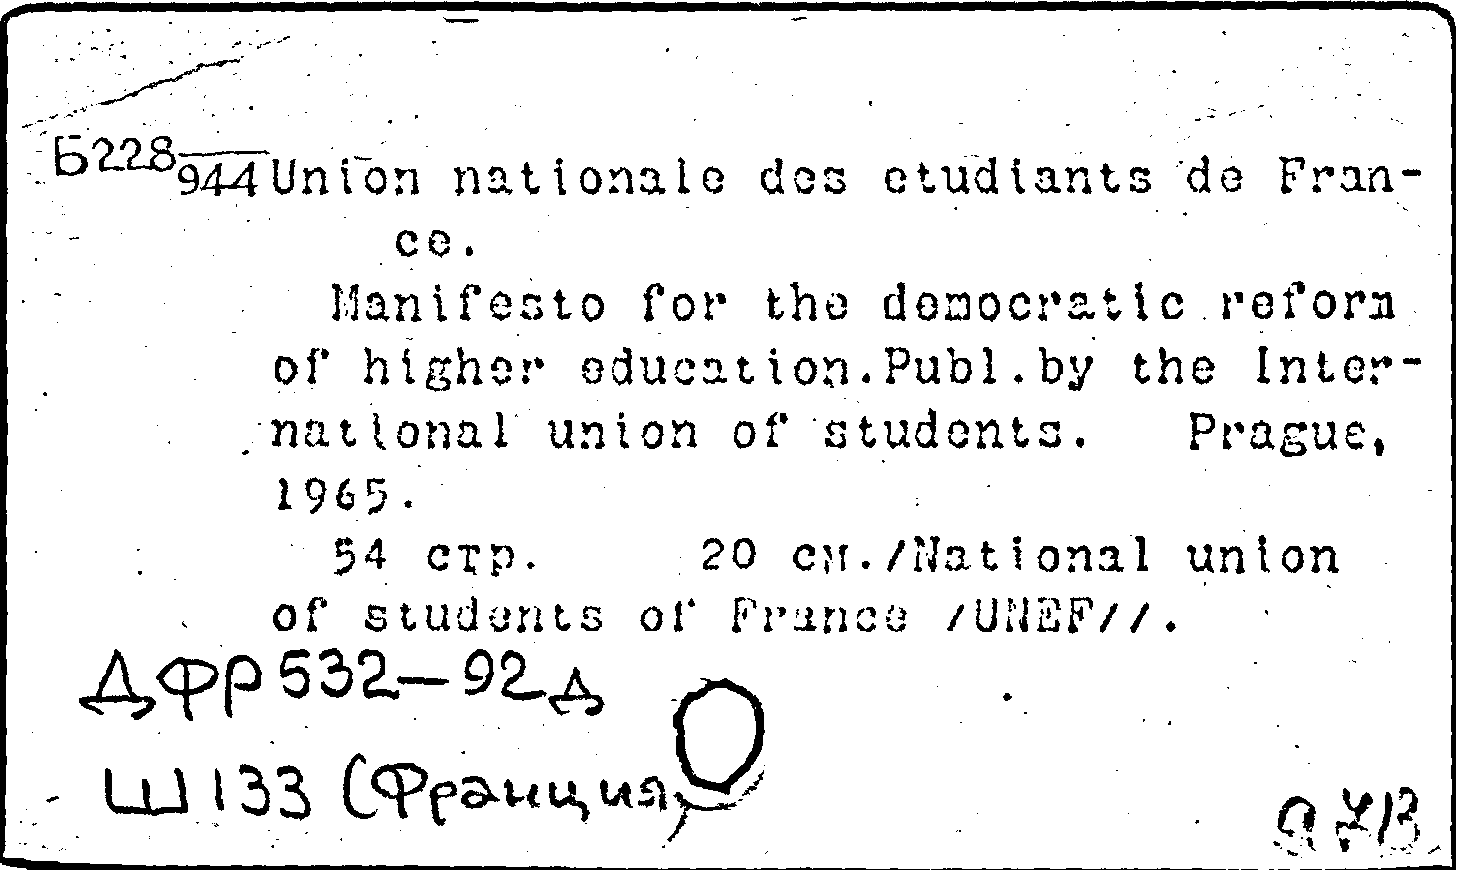 Б228/944 Union nationale des etudiants de Fran-
ce.
Manifesto for the democratic reform
of higher education.Publ.by the Inter-
national union of students. Prague,
1965.
54 стр. 20 см./National union
of students of France /UNEF//.
ДФР532-92д
Ш133 (Франция)